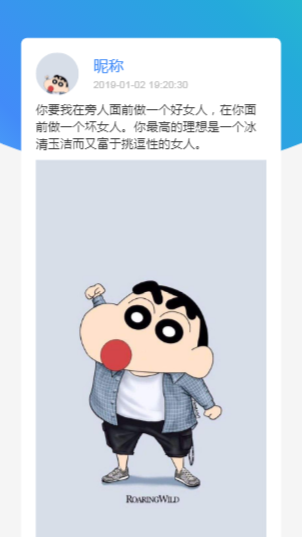 昵称
2019-01-02 19:20:30
你要我在旁人面前做一个好女人，在你面
前做一个坏女人。你最高的理想是一个冰
清玉洁而又富于挑逗性的女人。
ROARINGWILD